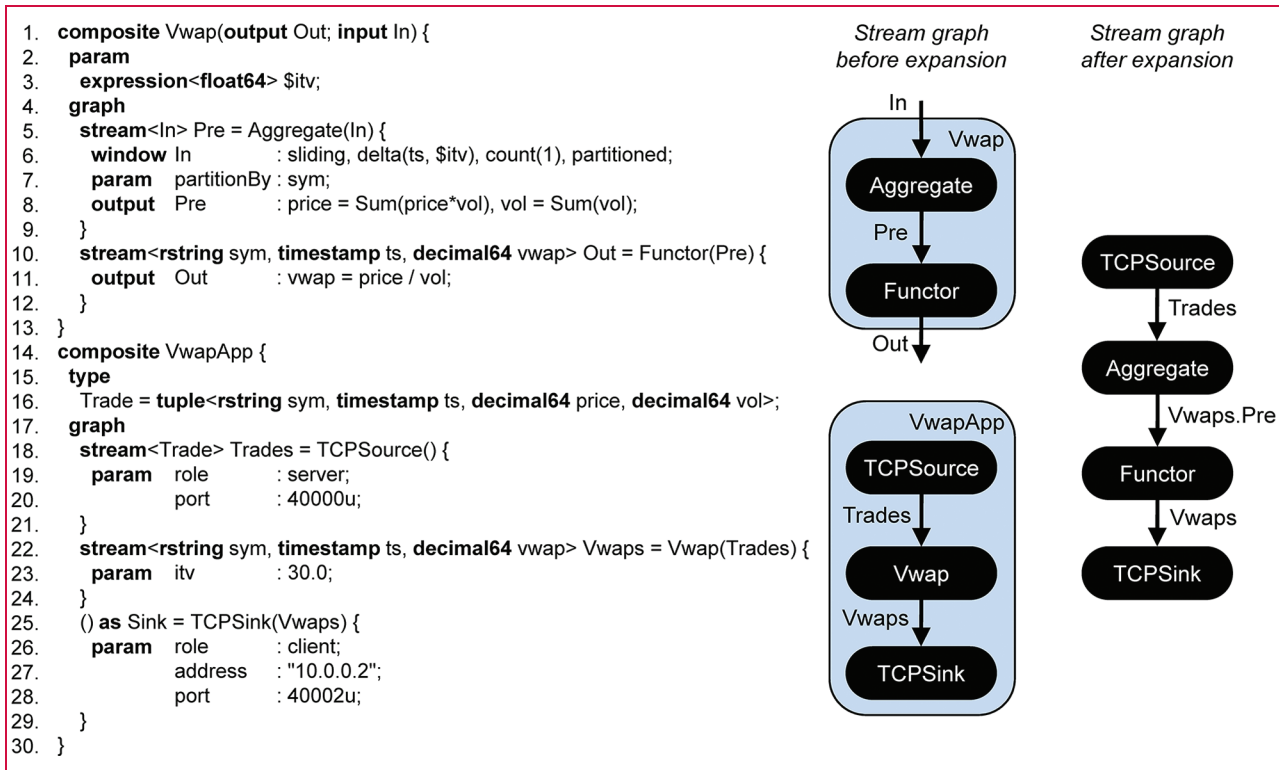 1. composite Vwap(output Out; input In) {
2. param
3. expression<float64> $itv;
4. graph
5. stream<In> Pre = Aggregate(In) {
6. window In : sliding, delta(ts, $itv), count(1), partitioned;
7. param partitionBy : sym;
8. output Pre : price = Sum(price*vol), vol = Sum(vol);
9. }
10. stream<rstring sym, timestamp ts, decimal64 vwap> Out = Functor(Pre) {
11. output Out : vwap = price / vol;
12. }
13. }
14. composite VwapApp {
15. type
16. Trade = tuple<rstring sym, timestamp ts, decimal64 price, decimal64 vol>;
17. graph
18. stream<Trade> Trades = TCPSource() {
19. param role : server;
20. port : 40000u;
21. }
22. stream<rstring sym, timestamp ts, decimal64 vwap> Vwaps = Vwap(Trades) {
23. param itv : 30.0;
24. }
25. () as Sink = TCPSink(Vwaps) {
26. param role : client;
27. address : "10.0.0.2";
28. port : 40002u;
29. }
30. }
Stream graph
before expansion
In
Vwap
Aggregate
Pre
Functor
Out
VwapApp
TCPSource
Trades
Vwap
Vwaps
TCPSink
Stream graph
after expansion
TCPSource
Trades
Aggregate
Vwaps.Pre
Functor
Vwaps
TCPSink